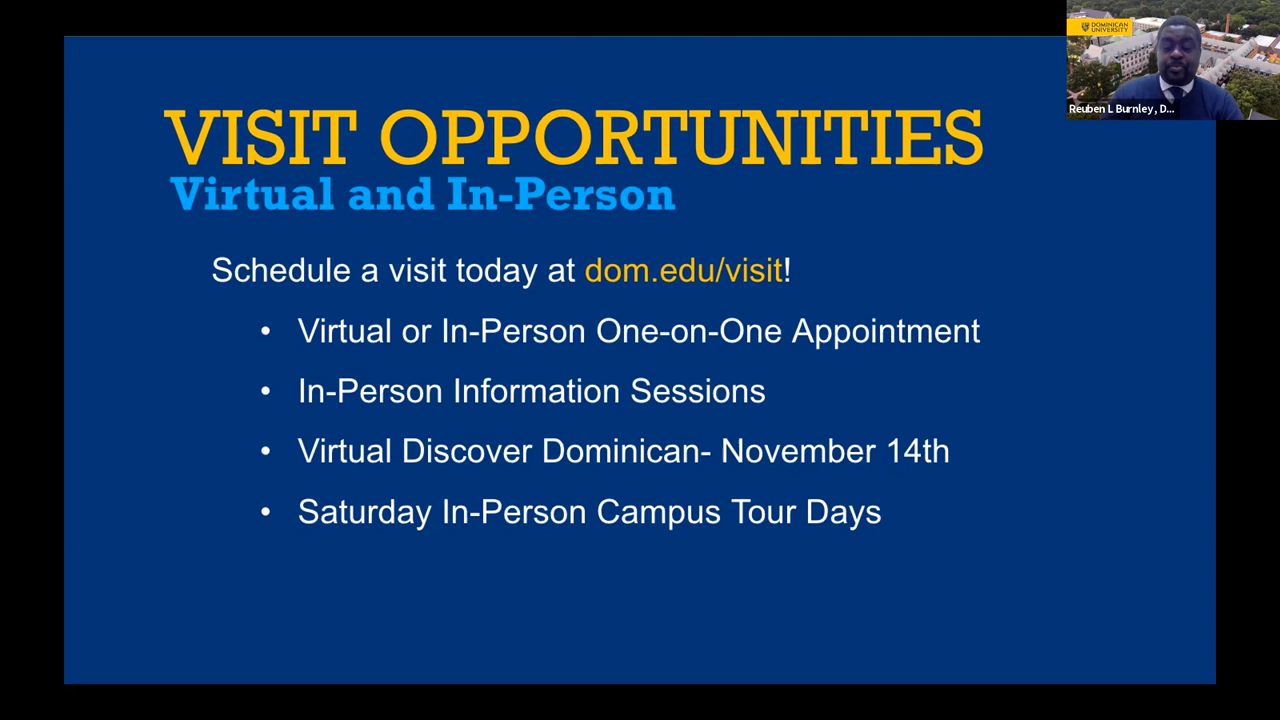 VISIT OPPORTUNITIES
Virtual and In-Person
Schedule a visit today at dom.edu/visit!
• Virtual or In-Person One-on-One Appointment
• In-Person Information Sessions
• Virtual Discover Dominican- November 14th
• Saturday In-Person Campus Tour Days
DOMINICAN
UNIVERSITY
Reuben L Burnley, D...